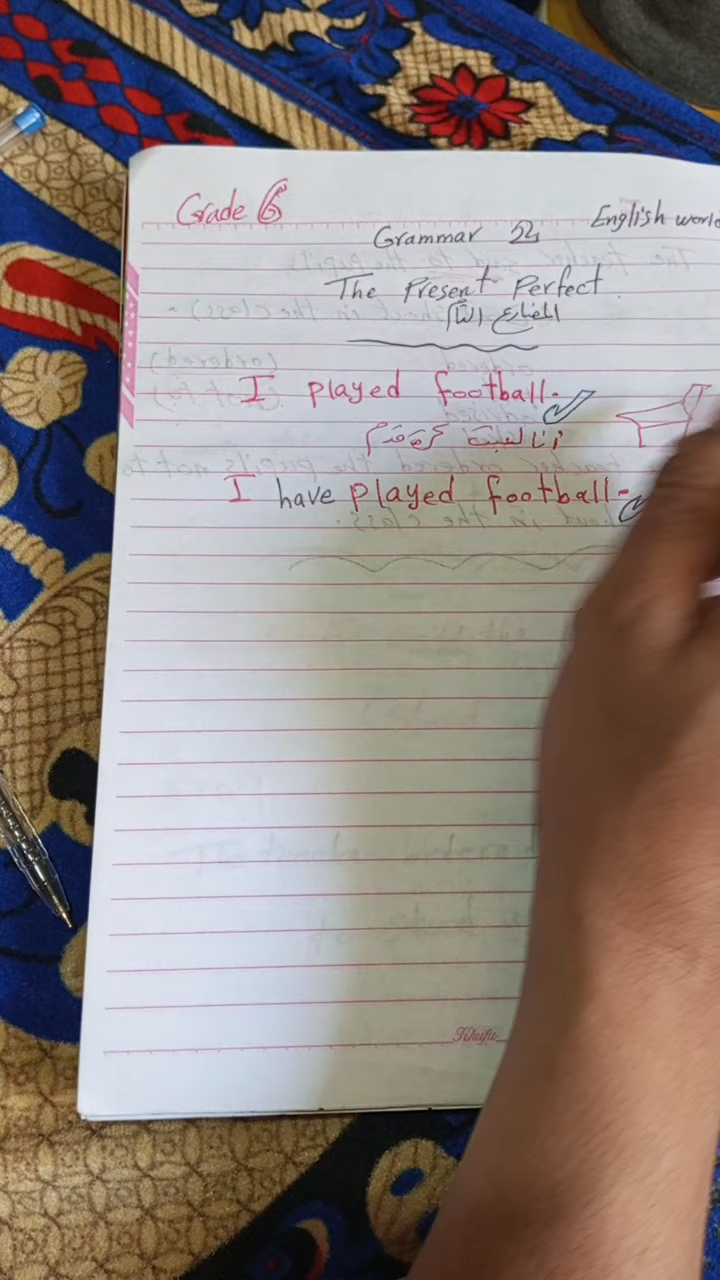 Grade 6
English world
Grammar 2
The Present Perfect
المضارع التام
I played football.
أنا لعبت كرة قدم
I have played football.
Khufu